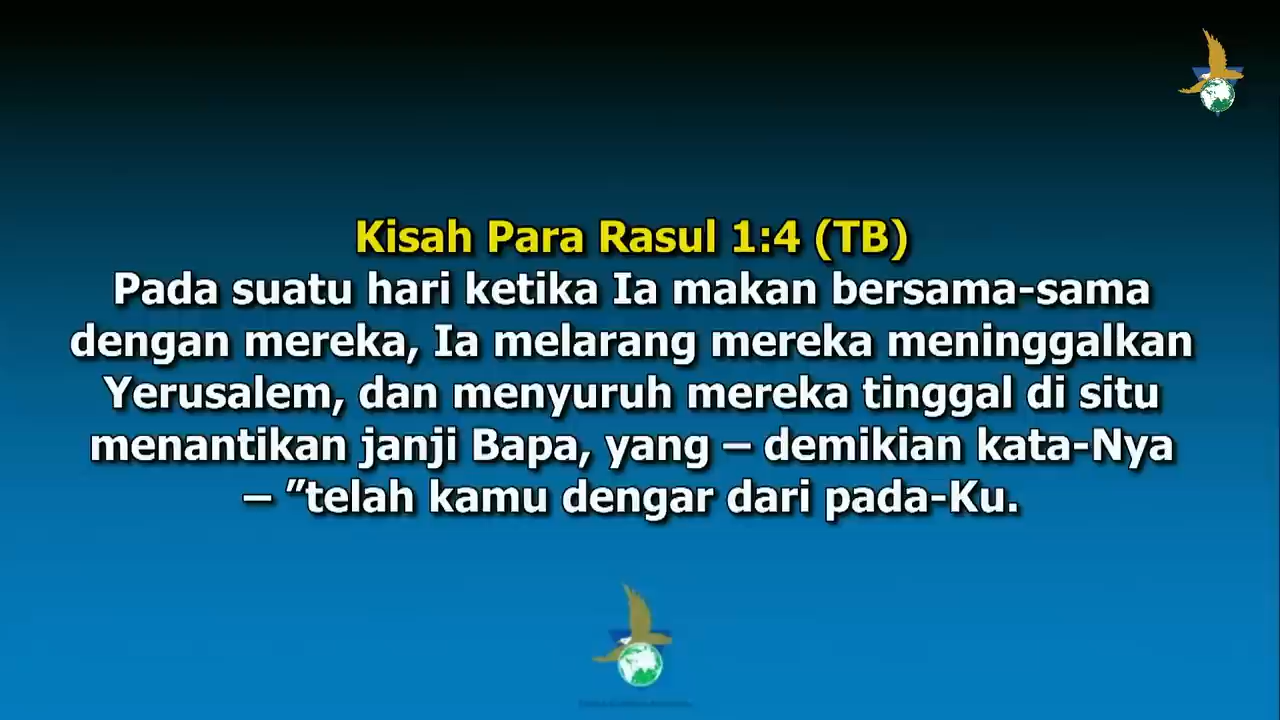 Kisah Para Rasul 1:4 (TB)
Pada suatu hari ketika Ia makan bersama-sama
dengan mereka, Ia melarang mereka meninggalkan
Yerusalem, dan menyuruh mereka tinggal di situ
menantikan janji Bapa, yang – demikian kata-Nya
– ”telah kamu dengar dari pada-Ku.